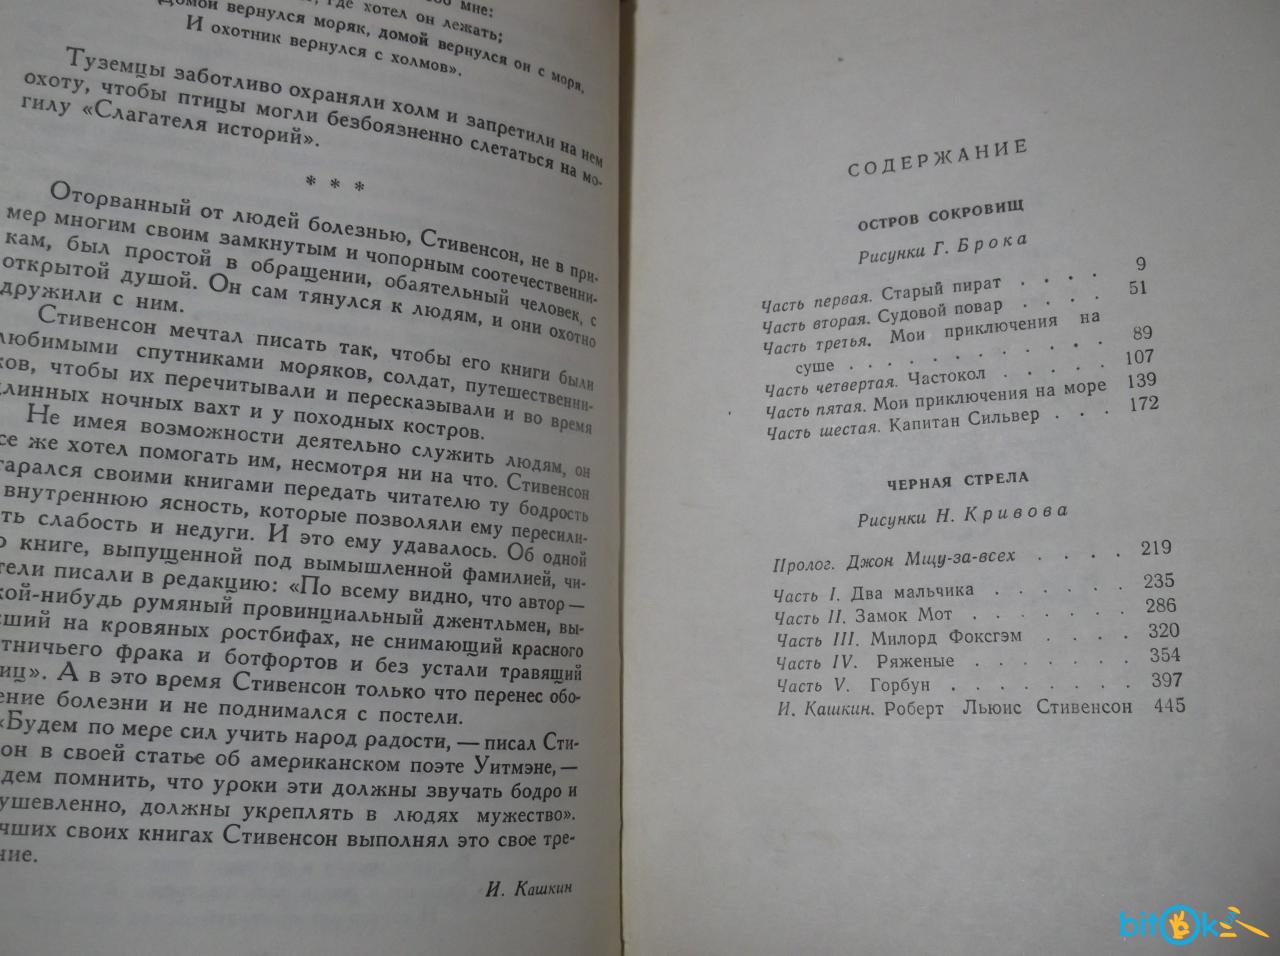 мне:
где хотел он лежать;
Домой вернулся моряк, домой вернулся он с моря,
И охотник вернулся с холмов».
Туземцы заботливо охраняли холм и запретили на нем
охоту, чтобы птицы могли безбоязненно слетаться на мо-
гилу «Слагателя историй».
* * *
Оторванный от людей болезнью, Стивенсон, не в при-
мер многим своим замкнутым и чопорным соотечественни-
кам, был простой в обращении, обаятельный человек, с
открытой душой. Он сам тянулся к людям, и они охотно
дружили с ним.
Стивенсон мечтал писать так, чтобы его книги были
любимыми спутниками моряков, солдат, путешественни-
ков, чтобы их перечитывали и пересказывали и во время
длинных ночных вахт и у походных костров.
Не имея возможности деятельно служить людям, он
се же хотел помогать им, несмотря ни на что. Стивенсон
тарался своими книгами передать читателю ту бодрость
внутреннюю ясность, которые позволяли ему пересили-
ть слабость и недуги. И это ему удавалось. Об одной
о книге, выпущенной под вымышленной фамилией, чи-
тели писали в редакцию: «По всему видно, что автор —
кой-нибудь румяный провинциальный джентльмен, вы-
сший на кровяных ростбифах, не снимающий красного
тничьего фрака и ботфортов и без устали травящий
иц». А в это время Стивенсон только что перенес обо-
ение болезни и не поднимался с постели.
«Будем по мере сил учить народ радости, — писал Сти-
он в своей статье об американском поэте Уитмэне, —
дем помнить, что уроки эти должны звучать бодро и
ушевленно, должны укреплять в людях мужество».
чших своих книгах Стивенсон выполнял это свое тре-
ние.
И. Кашкин
СОДЕРЖАНИЕ
ОСТРОВ СОКРОВИЩ
Рисунки Г. Брока
Часть первая. Старый пират . . . . 9
Часть вторая. Судовой повар . . . . 51
Часть третья. Мои приключения на
суше . . . . . . . . . . 89
Часть четвертая. Частокол . . . . . 107
Часть пятая. Мои приключения на море 139
Часть шестая. Капитан Сильвер . . . 172
ЧЕРНАЯ СТРЕЛА
Рисунки Н. Кривова
Пролог. Джон Мщу-за-всех . . . . 219
Часть I. Два мальчика . . . . . . 235
Часть II. Замок Мот . . . . . . . 286
Часть III. Милорд Фоксгэм . . . . 320
Часть IV. Ряженые . . . . . . . 354
Часть V. Горбун . . . . . . . . 397
И. Кашкин. Роберт Льюис Стивенсон 445